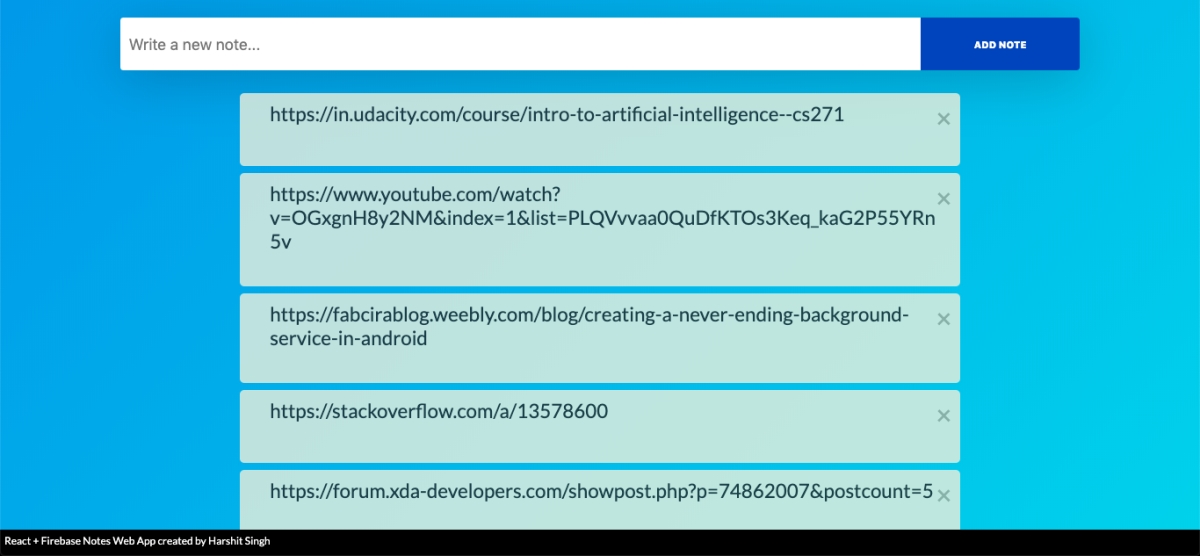 Write a new note...
ADD NOTE
https://in.udacity.com/course/intro-to-artificial-intelligence--cs271
×
https://www.youtube.com/watch?
v=OGxgnH8y2NM&index=1&list=PLQVvvaa0QuDfKTOs3Keq_kaG2P55YRn
5v
×
https://fabcirablog.weebly.com/blog/creating-a-never-ending-background-
service-in-android
×
https://stackoverflow.com/a/13578600
×
https://forum.xda-developers.com/showpost.php?p=74862007&postcount=5
×
React + Firebase Notes Web App created by Harshit Singh